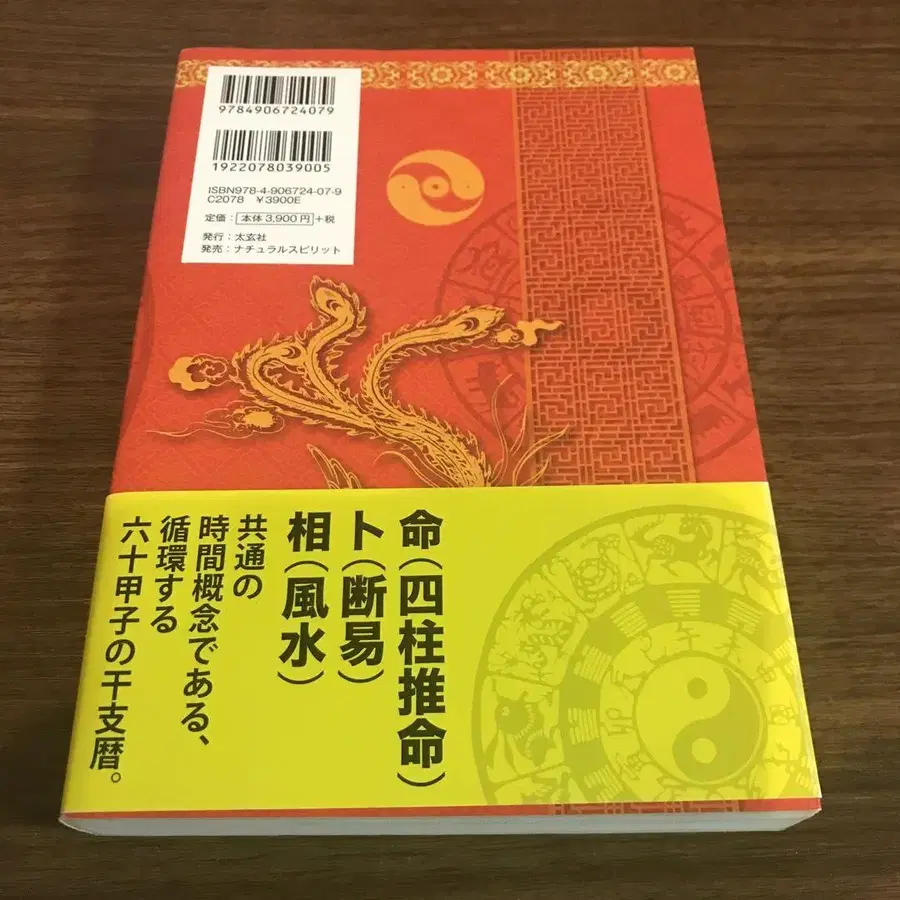 9784906724079
1922078039005
ISBN978-4-906724-07-9
C2078 ￥3900E
定価：本体3,900円+税
発行：太玄社
発売：ナチュラルスピリット
命（四柱推命）
卜（断易）
相（風水）
共通の
時間概念である、
循環する
六十甲子の干支暦。